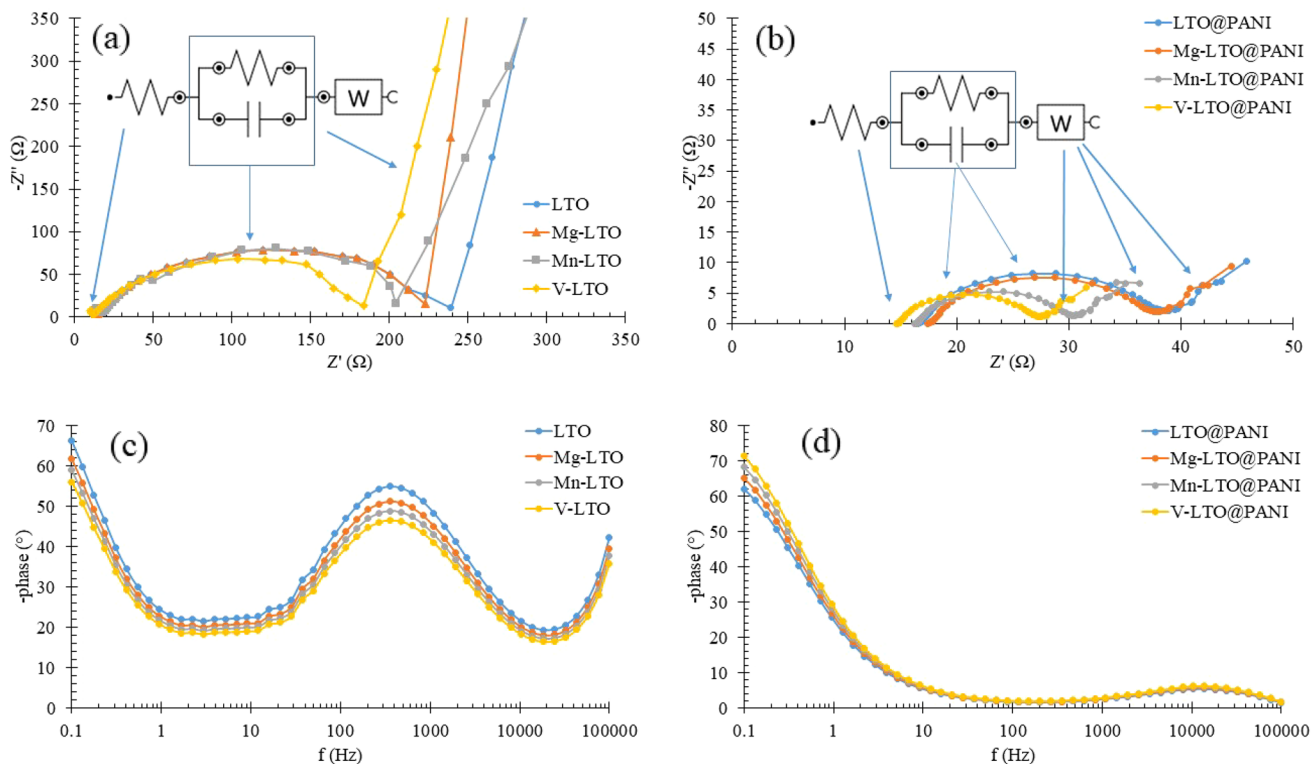 (a)
350
300
250
200
150
100
50
0
-Z'' (Ω)
W
LTO
Mg-LTO
Mn-LTO
V-LTO
0 50 100 150 200 250 300 350
Z' (Ω)
(b)
50
45
40
35
30
25
20
15
10
5
0
-Z'' (Ω)
W
LTO@PANI
Mg-LTO@PANI
Mn-LTO@PANI
V-LTO@PANI
0 10 20 30 40 50
Z' (Ω)
(c)
70
60
50
40
30
20
10
0
-phase (°)
LTO
Mg-LTO
Mn-LTO
V-LTO
0.1 1 10 100 1000 10000 100000
f (Hz)
(d)
80
70
60
50
40
30
20
10
0
-phase (°)
LTO@PANI
Mg-LTO@PANI
Mn-LTO@PANI
V-LTO@PANI
0.1 1 10 100 1000 10000 100000
f (Hz)